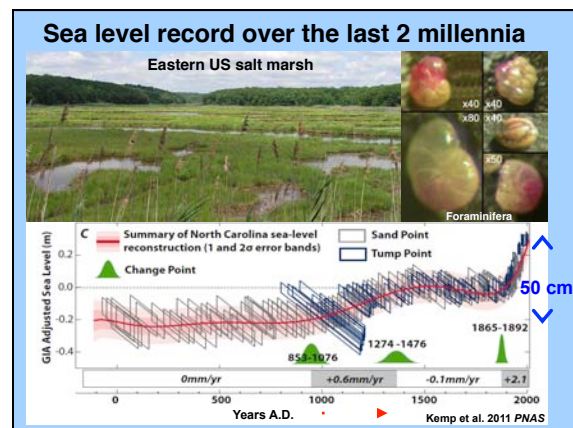 Sea level record over the last 2 millennia
Eastern US salt marsh
x40
x40
x80
x40
x50
Foraminifera
C
Summary of North Carolina sea-level
reconstruction (1 and 2σ error bands)
Change Point
Sand Point
Tump Point
GIA Adjusted Sea Level (m)
0.2
0.0
-0.2
-0.4
50 cm
853-1076
1274 -1476
1865-1892
0mm/yr
+0.6mm/yr
-0.1mm/yr
+2.1
0
500
1000
1500
2000
Years A.D.
Kemp et al. 2011 PNAS